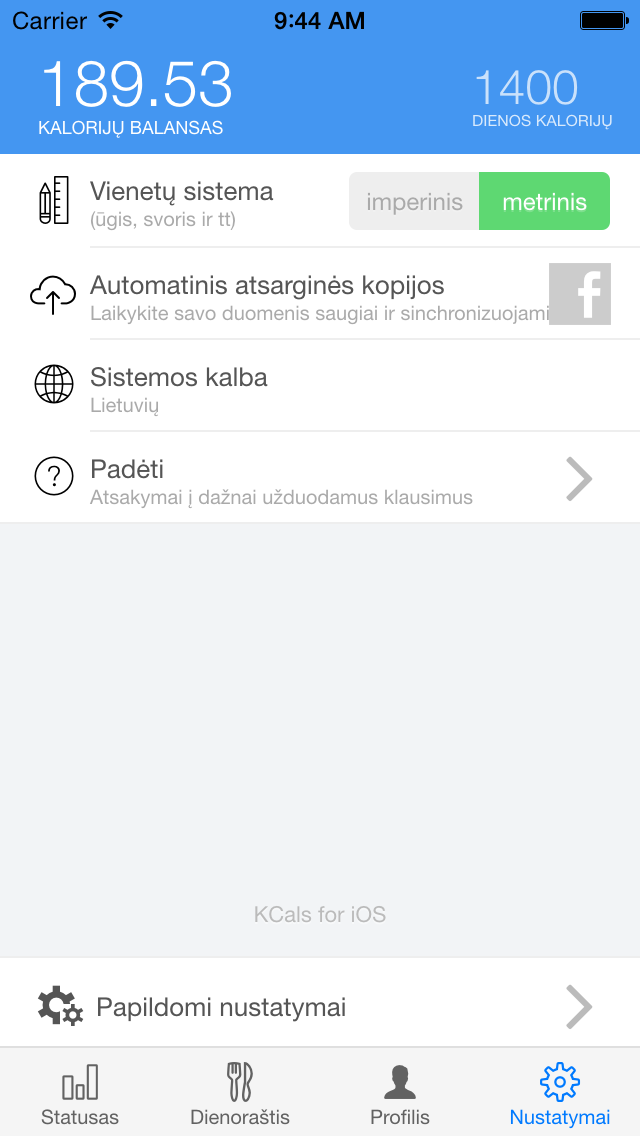 Carrier 9:44 AM
189.53 1400
KALORIJŲ BALANSAS DIENOS KALORIJŲ
Vienetų sistema
(ūgis, svoris ir tt)
imperinis metrinis
Automatinis atsarginės kopijos
Laikykite savo duomenis saugiai ir sinchronizuojami
f
Sistemos kalba
Lietuvių
?
Padėti
Atsakymai į dažnai užduodamus klausimus
KCals for iOS
Papildomi nustatymai
Statusas Dienoraštis Profilis Nustatymai